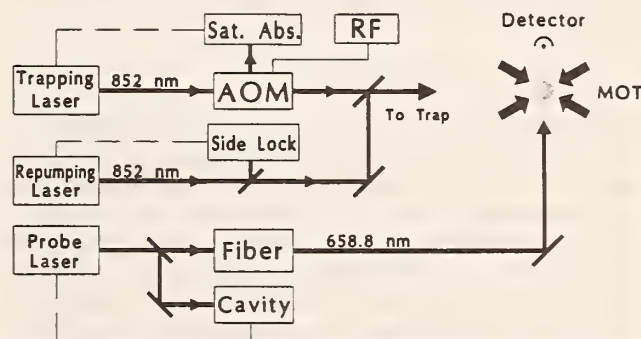 Detector
Sat. Abs.
RF
Trapping
Laser
852 nm
AOM
MOT
To Trap
Side Lock
Repumping
Laser
852 nm
Probe
Laser
Fiber
658.8 nm
Cavity